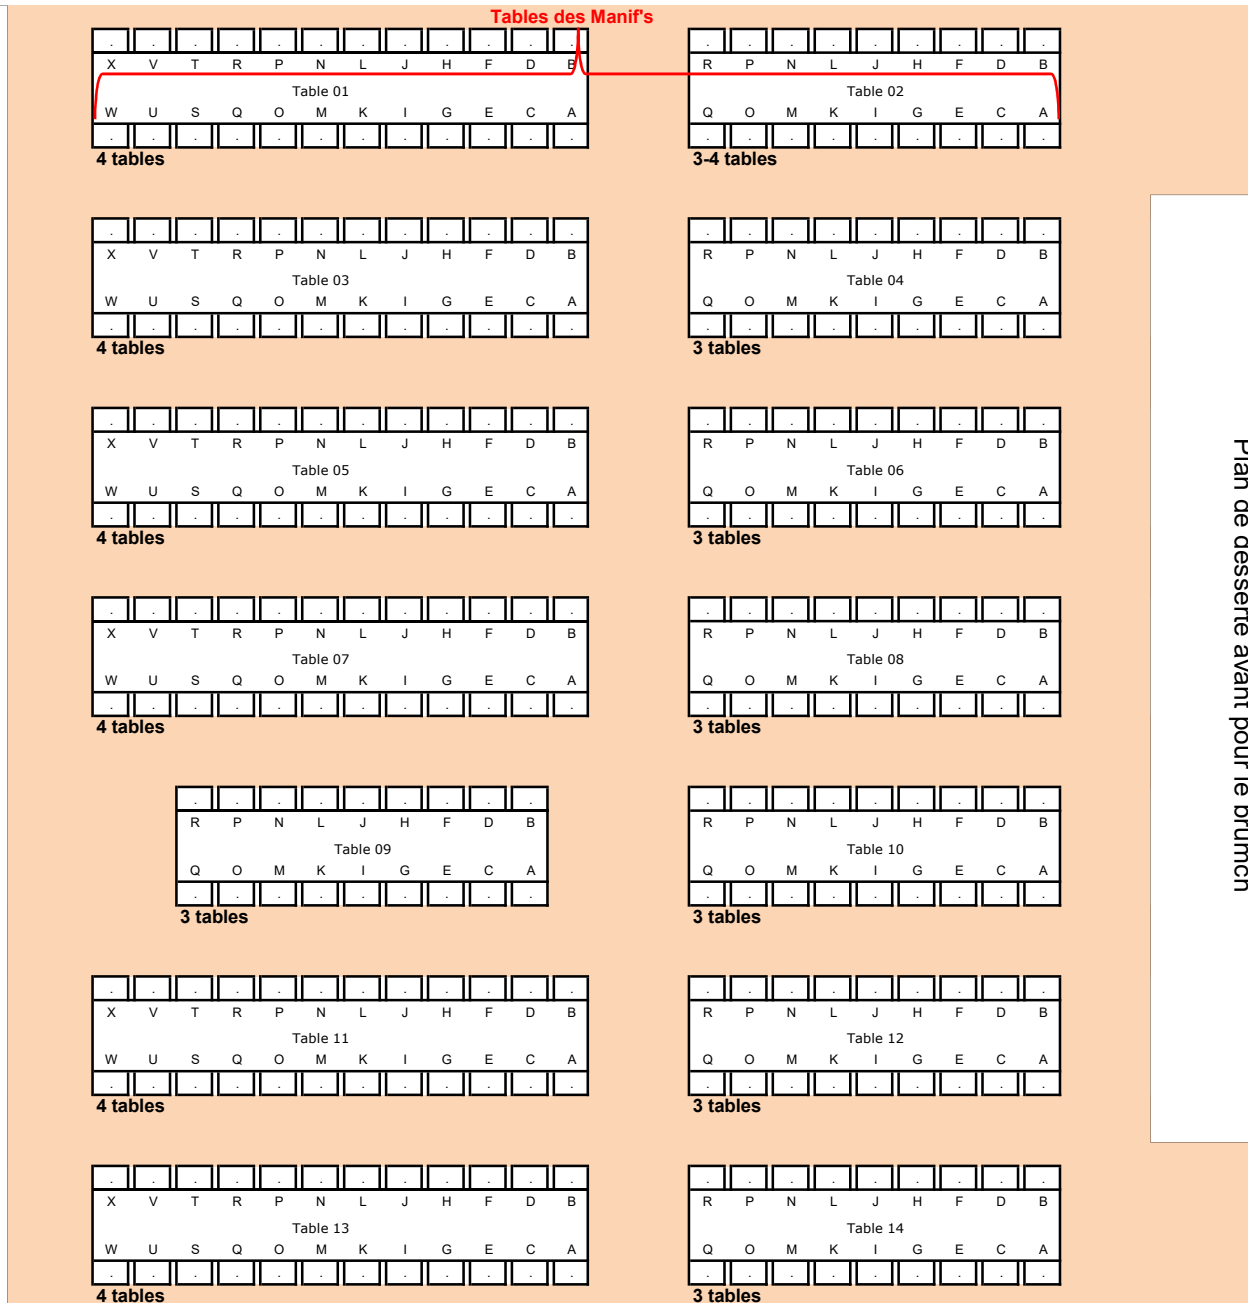 Tables des Manif's
. . . . . . . . . . . .
. . . . . . . . .
X V T R P N L J H F D B
R P N L J H F D B
Table 01
Table 02
W U S Q O M K I G E C A
Q O M K I G E C A
. . . . . . . . . . . .
. . . . . . . . .
4 tables
3-4 tables
. . . . . . . . . . . .
. . . . . . . . .
X V T R P N L J H F D B
R P N L J H F D B
Table 03
Table 04
W U S Q O M K I G E C A
Q O M K I G E C A
. . . . . . . . . . . .
. . . . . . . . .
4 tables
3 tables
. . . . . . . . . . . .
. . . . . . . . .
X V T R P N L J H F D B
R P N L J H F D B
Table 05
Table 06
W U S Q O M K I G E C A
Q O M K I G E C A
. . . . . . . . . . . .
. . . . . . . . .
4 tables
3 tables
. . . . . . . . . . . .
. . . . . . . . .
X V T R P N L J H F D B
R P N L J H F D B
Table 07
Table 08
W U S Q O M K I G E C A
Q O M K I G E C A
. . . . . . . . . . . .
. . . . . . . . .
4 tables
3 tables
. . . . . . . . .
. . . . . . . . .
R P N L J H F D B
R P N L J H F D B
Table 09
Table 10
Q O M K I G E C A
Q O M K I G E C A
. . . . . . . . .
. . . . . . . . .
3 tables
3 tables
. . . . . . . . . . . .
. . . . . . . . .
X V T R P N L J H F D B
R P N L J H F D B
Table 11
Table 12
W U S Q O M K I G E C A
Q O M K I G E C A
. . . . . . . . . . . .
. . . . . . . . .
4 tables
3 tables
. . . . . . . . . . . .
. . . . . . . . .
X V T R P N L J H F D B
R P N L J H F D B
Table 13
Table 14
W U S Q O M K I G E C A
Q O M K I G E C A
. . . . . . . . . . . .
. . . . . . . . .
4 tables
3 tables
Plan de desserte avant pour le brumch